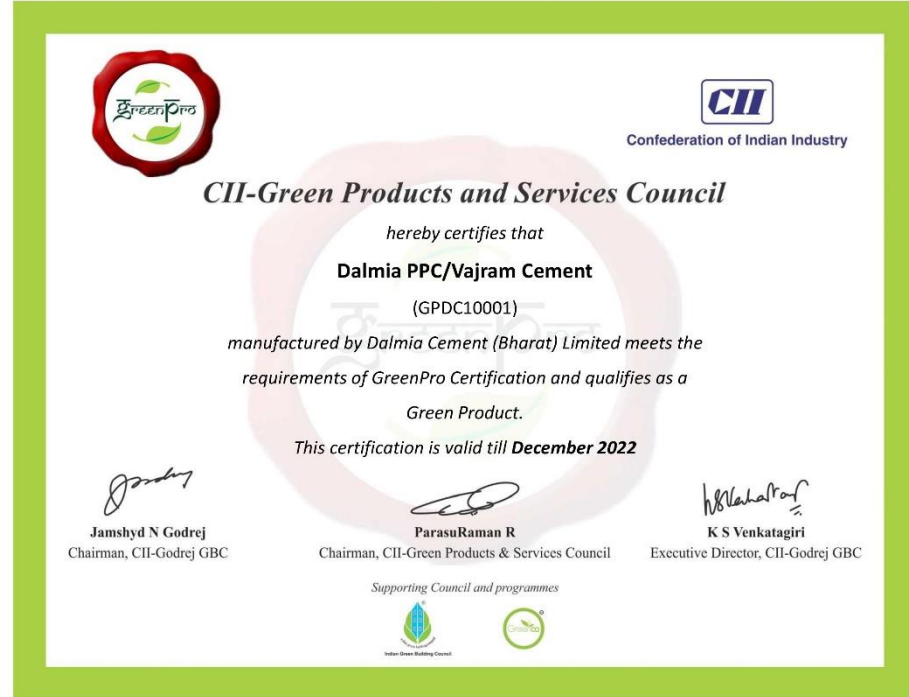 GreenPro
CII
Confederation of Indian Industry
CII-Green Products and Services Council
hereby certifies that
Dalmia PPC/Vajram Cement
(GPDC10001)
manufactured by Dalmia Cement (Bharat) Limited meets the
requirements of GreenPro Certification and qualifies as a
Green Product.
This certification is valid till December 2022
Jamshyd N Godrej
Chairman, CII-Godrej GBC
ParasuRaman R
Chairman, CII-Green Products & Services Council
K S Venkatagiri
Executive Director, CII-Godrej GBC
Supporting Council and programmes
Indian Green Building Council
GreenCo